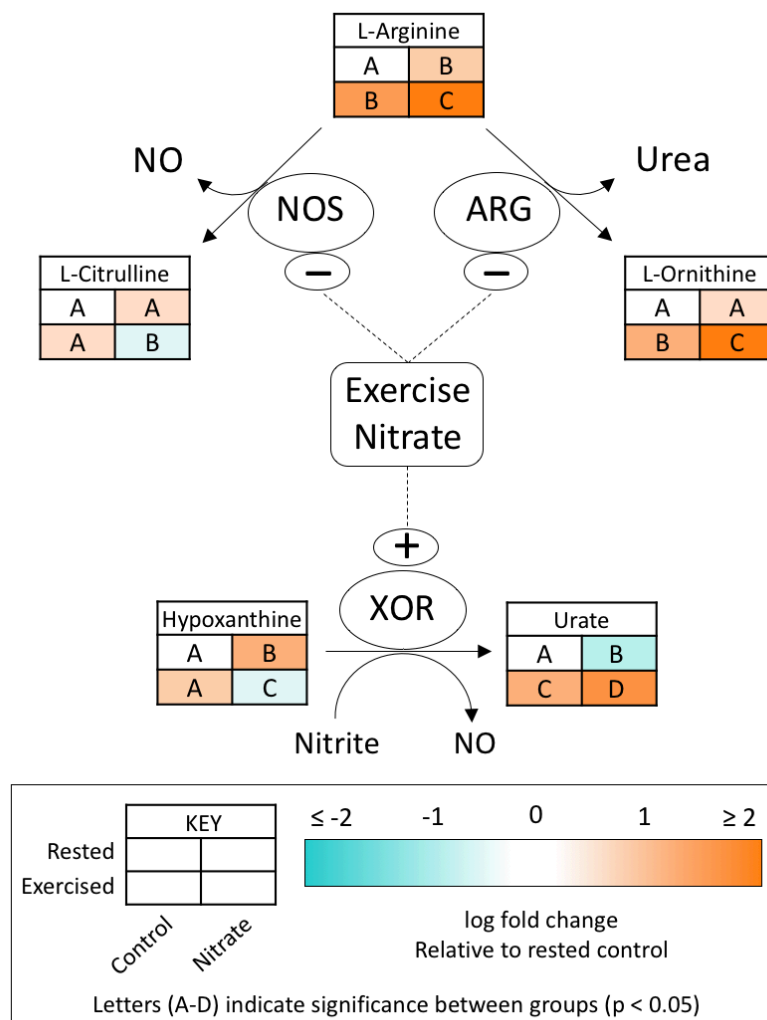 L-Arginine
A B
B C
NO
Urea
NOS
ARG
−
−
L-Citrulline
A A
A B
L-Ornithine
A A
B C
Exercise
Nitrate
+
XOR
Hypoxanthine
A B
A C
Urate
A B
C D
Nitrite
NO
KEY
Rested
Exercised
Control
Nitrate
≤ -2 -1 0 1 ≥ 2
log fold change
Relative to rested control
Letters (A-D) indicate significance between groups (p < 0.05)